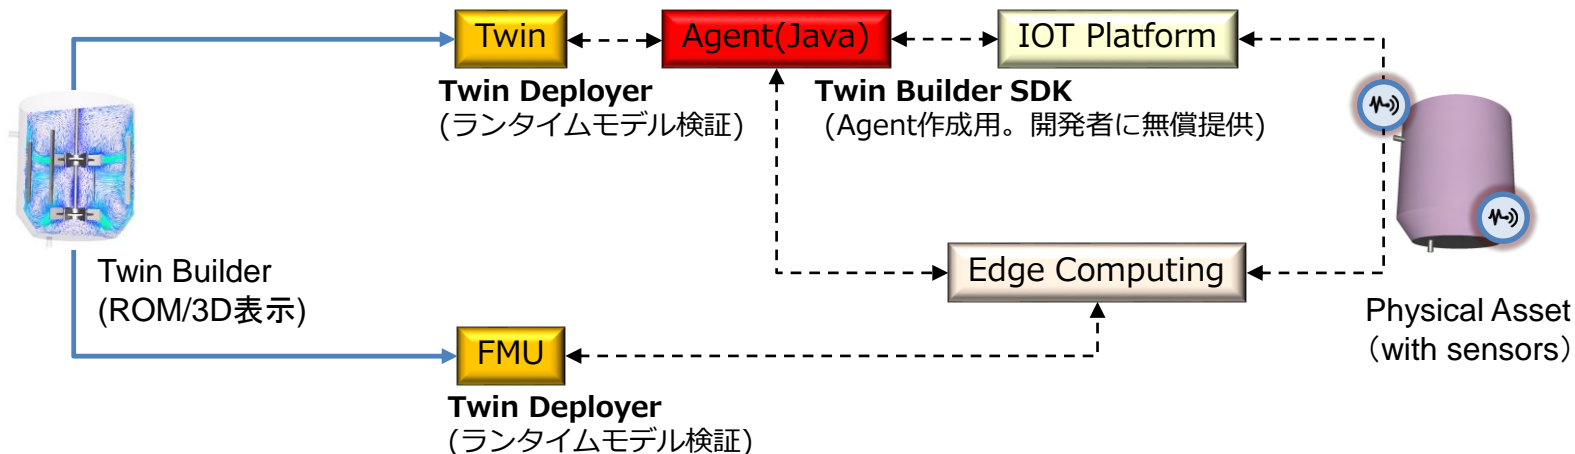 Twin
Agent(Java)
IOT Platform
Twin Deployer
(ランタイムモデル検証)
Twin Builder SDK
(Agent作成用。開発者に無償提供)
Twin Builder
(ROM/3D表示)
Edge Computing
Physical Asset
（with sensors）
FMU
Twin Deployer
(ランタイムモデル検証)